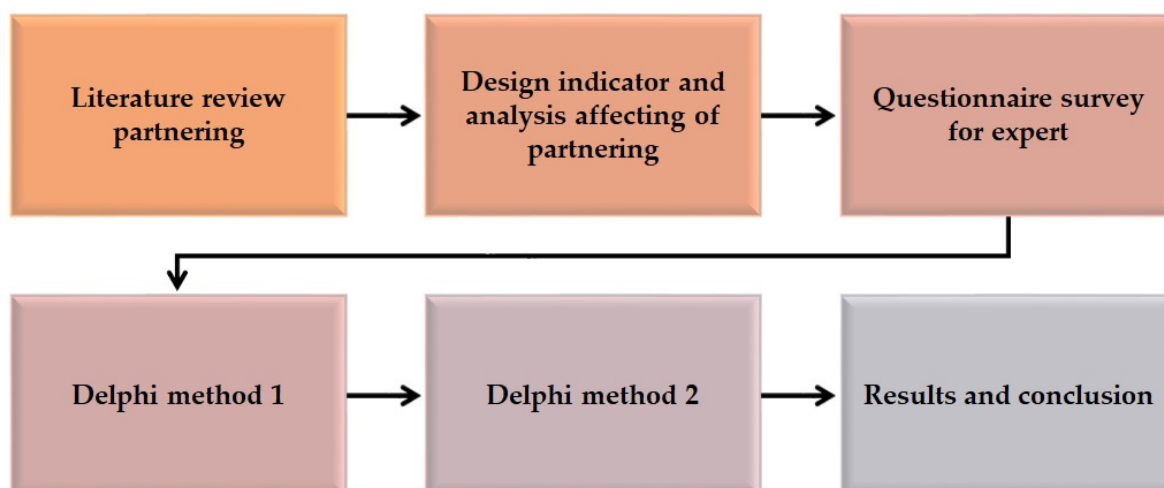 Literature review
partnering
Design indicator and
analysis affecting of
partnering
Questionnaire survey
for expert
Delphi method 1
Delphi method 2
Results and conclusion